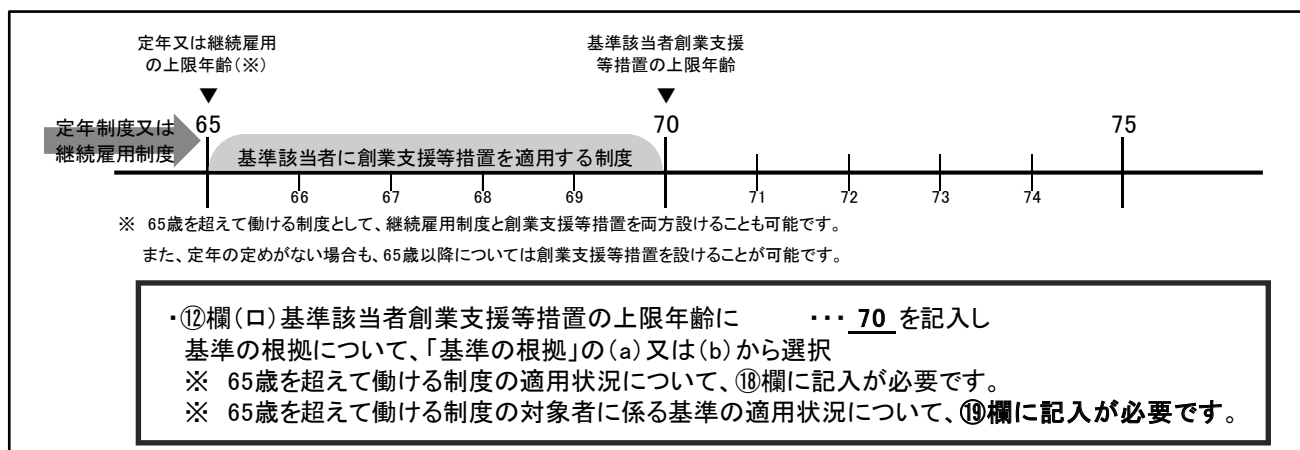 定年又は継続雇用
の上限年齢(※)
▼
基準該当者創業支援
等措置の上限年齢
▼
定年制度又は
継続雇用制度
65
70
75
基準該当者に創業支援等措置を適用する制度
66 67 68 69 71 72 73 74
※ 65歳を超えて働ける制度として、継続雇用制度と創業支援等措置を両方設けることも可能です。
また、定年の定めがない場合も、65歳以降については創業支援等措置を設けることが可能です。
・⑫欄(ロ)基準該当者創業支援等措置の上限年齢に ・・・ 70 を記入し
基準の根拠について、「基準の根拠」の(a)又は(b)から選択
※ 65歳を超えて働ける制度の適用状況について、⑱欄に記入が必要です。
※ 65歳を超えて働ける制度の対象者に係る基準の適用状況について、⑲欄に記入が必要です。